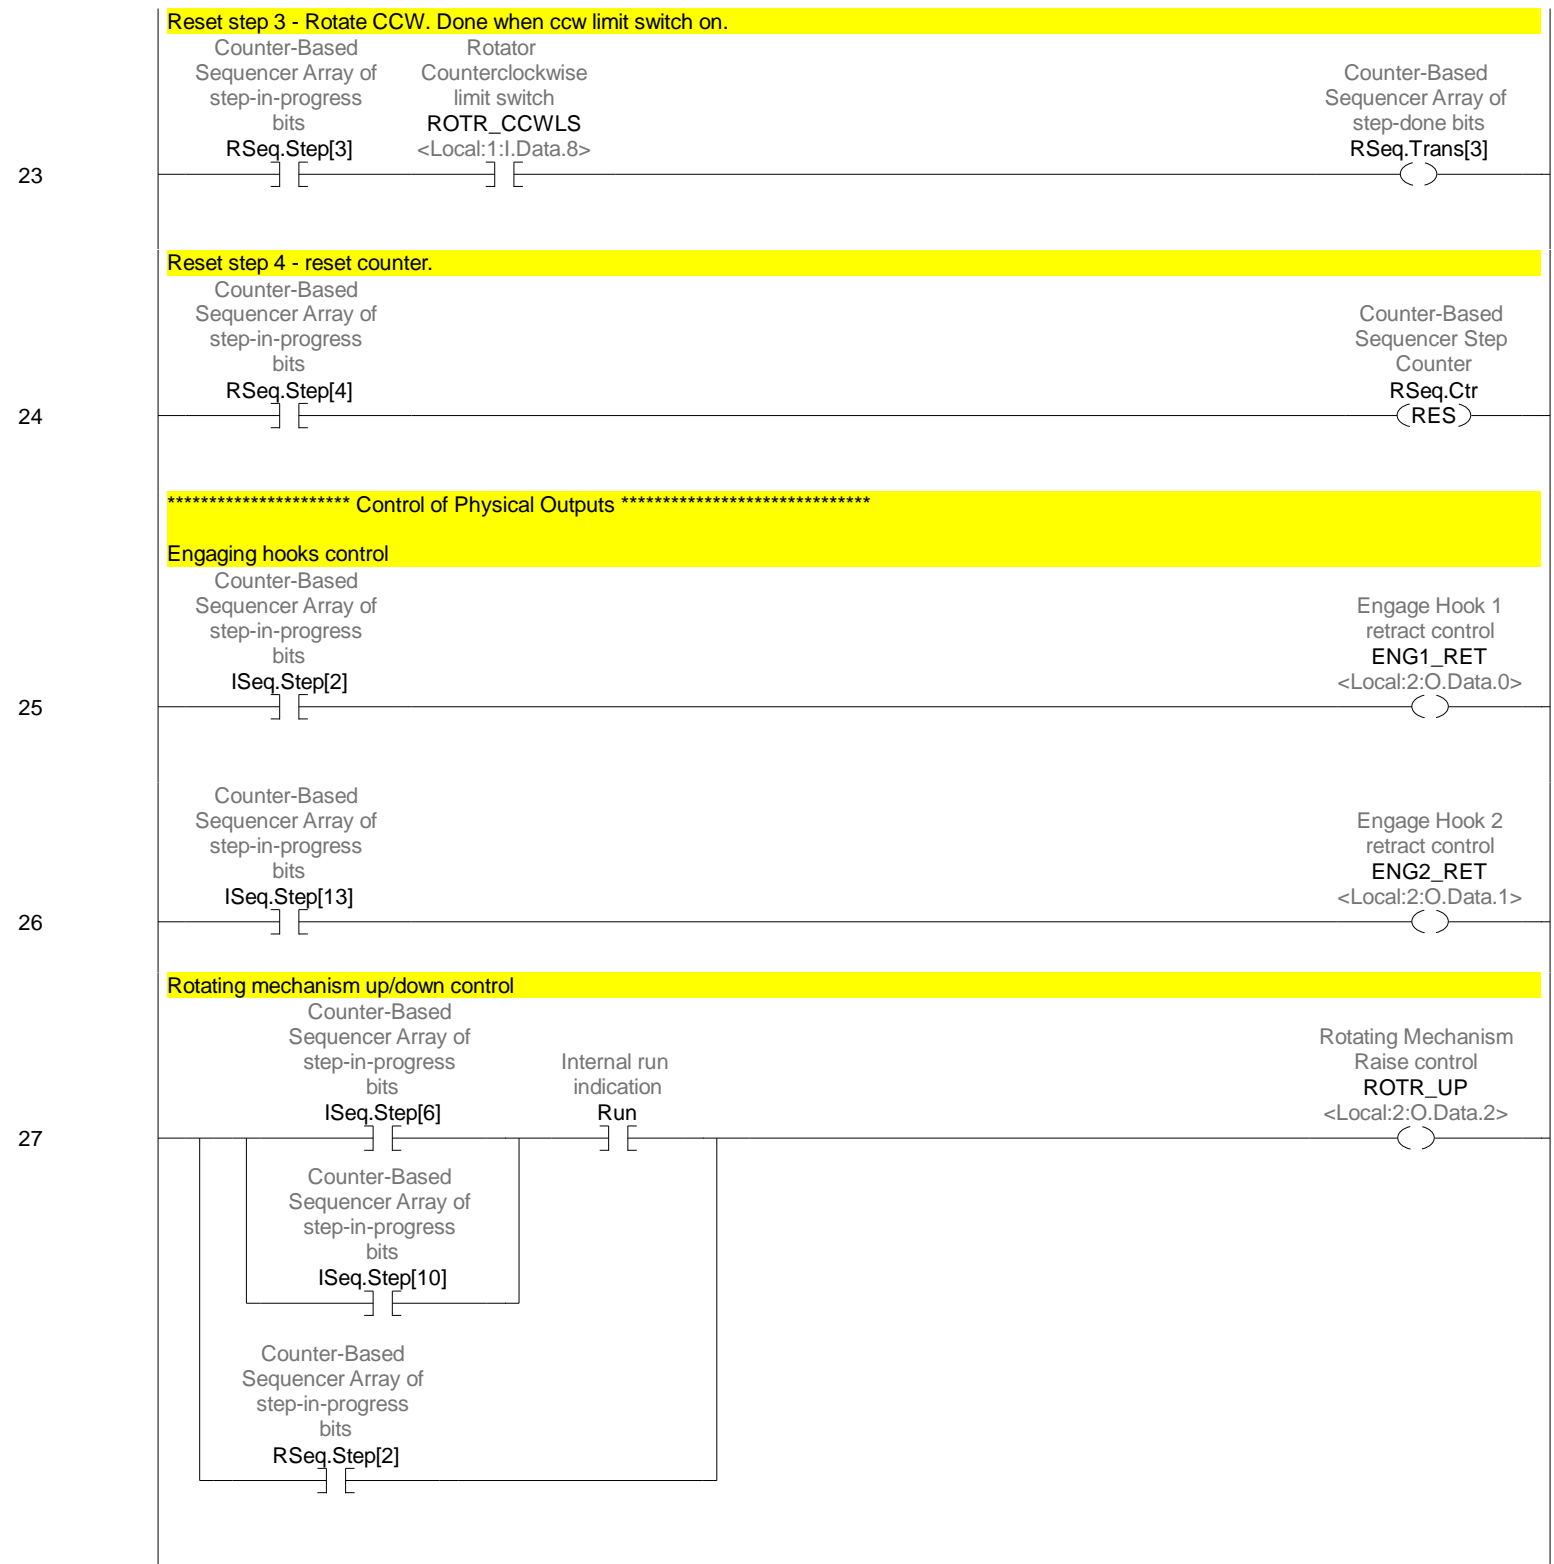 Reset step 3 - Rotate CCW. Done when ccw limit switch on.
Counter-Based
Sequencer Array of
step-in-progress
bits
RSeq.Step[3]
Rotator
Counterclockwise
limit switch
ROTR_CCWLS
<Local:1:I.Data.8>
Counter-Based
Sequencer Array of
step-done bits
RSeq.Trans[3]
23
Reset step 4 - reset counter.
Counter-Based
Sequencer Array of
step-in-progress
bits
RSeq.Step[4]
Counter-Based
Sequencer Step
Counter
RSeq.Ctr
RES
24
********************** Control of Physical Outputs ******************************
Engaging hooks control
Counter-Based
Sequencer Array of
step-in-progress
bits
ISeq.Step[2]
Engage Hook 1
retract control
ENG1_RET
<Local:2:O.Data.0>
25
Counter-Based
Sequencer Array of
step-in-progress
bits
ISeq.Step[13]
Engage Hook 2
retract control
ENG2_RET
<Local:2:O.Data.1>
26
Rotating mechanism up/down control
Counter-Based
Sequencer Array of
step-in-progress
bits
ISeq.Step[6]
Internal run
indication
Run
Rotating Mechanism
Raise control
ROTR_UP
<Local:2:O.Data.2>
27
Counter-Based
Sequencer Array of
step-in-progress
bits
ISeq.Step[10]
Counter-Based
Sequencer Array of
step-in-progress
bits
RSeq.Step[2]